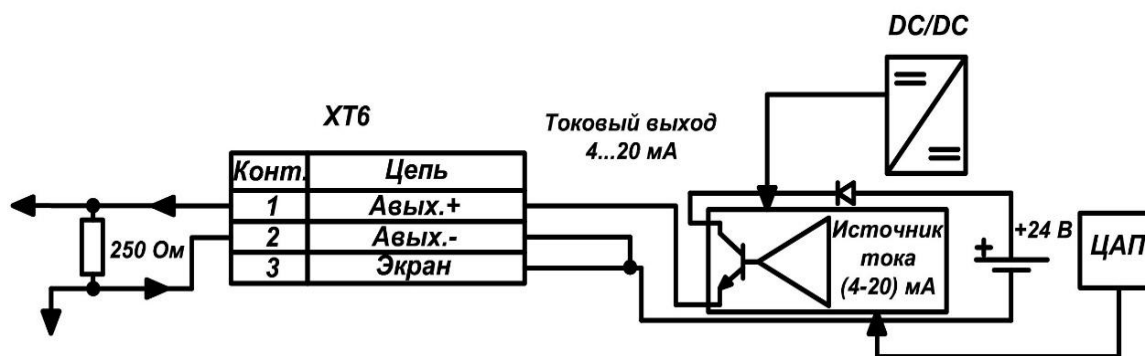 DC/DC
XT6
Токовый выход
4...20 мА
Конт. Цепь
1 Авых.+
2 Авых.-
3 Экран
250 Ом
Источник
тока
(4-20) мА
+24 В
+
ЦАП